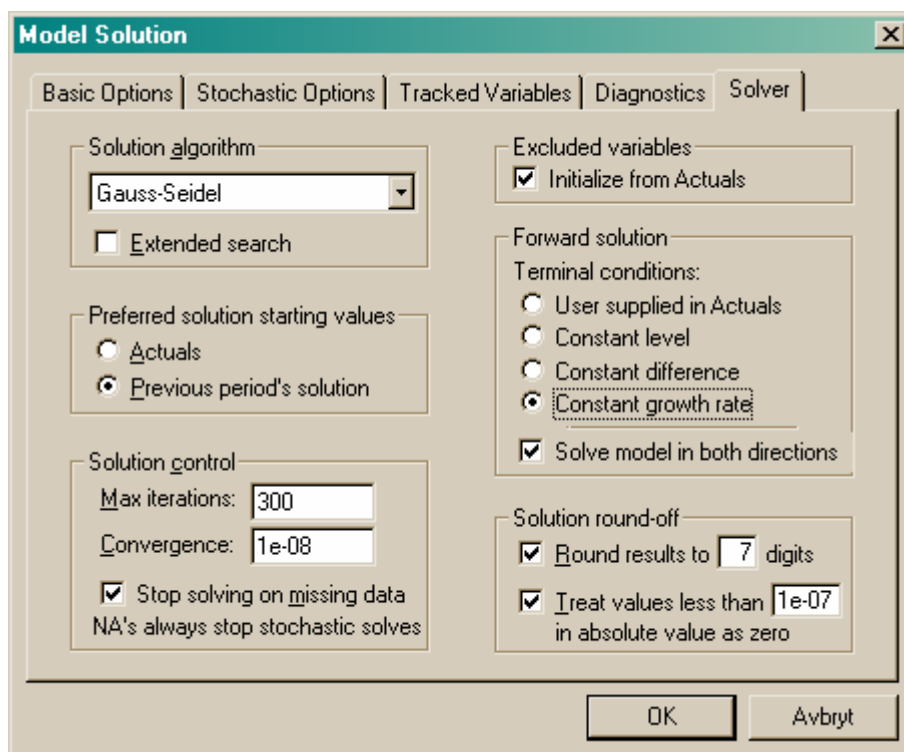 Model Solution
Basic Options
Stochastic Options
Tracked Variables
Diagnostics
Solver
Solution algorithm
Gauss-Seidel
Extended search
Preferred solution starting values
Actuals
Previous period's solution
Solution control
Max iterations: 300
Convergence: 1e-08
Stop solving on missing data
NA's always stop stochastic solves
Excluded variables
Initialize from Actuals
Forward solution
Terminal conditions:
User supplied in Actuals
Constant level
Constant difference
Constant growth rate
Solve model in both directions
Solution round-off
Round results to 7 digits
Treat values less than 1e-07
in absolute value as zero
OK
Avbryt